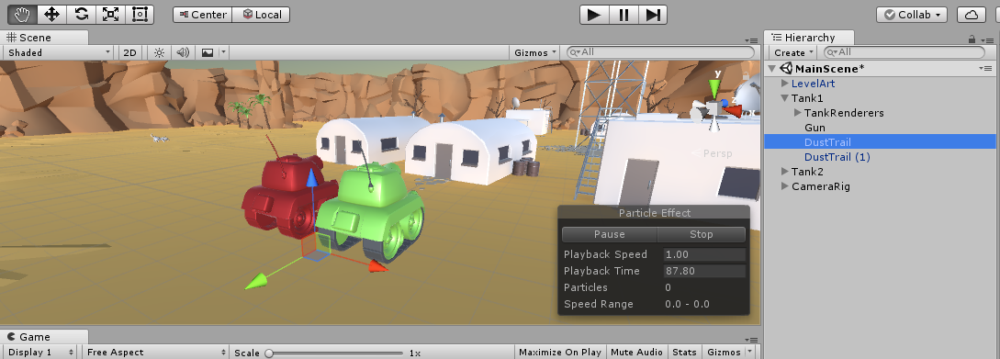 Center Local Collab
Scene Hierarchy
Shaded 2D Gizmos All Create All
MainScene*
LevelArt
Tank1
TankRenderers
Gun
DustTrail
DustTrail (1)
Tank2
CameraRig
y
Persp
Particle Effect
Pause Stop
Playback Speed 1.00
Playback Time 87.80
Particles 0
Speed Range 0.0 - 0.0
Game
Display 1 Free Aspect Scale 1x Maximize On Play Mute Audio Stats Gizmos